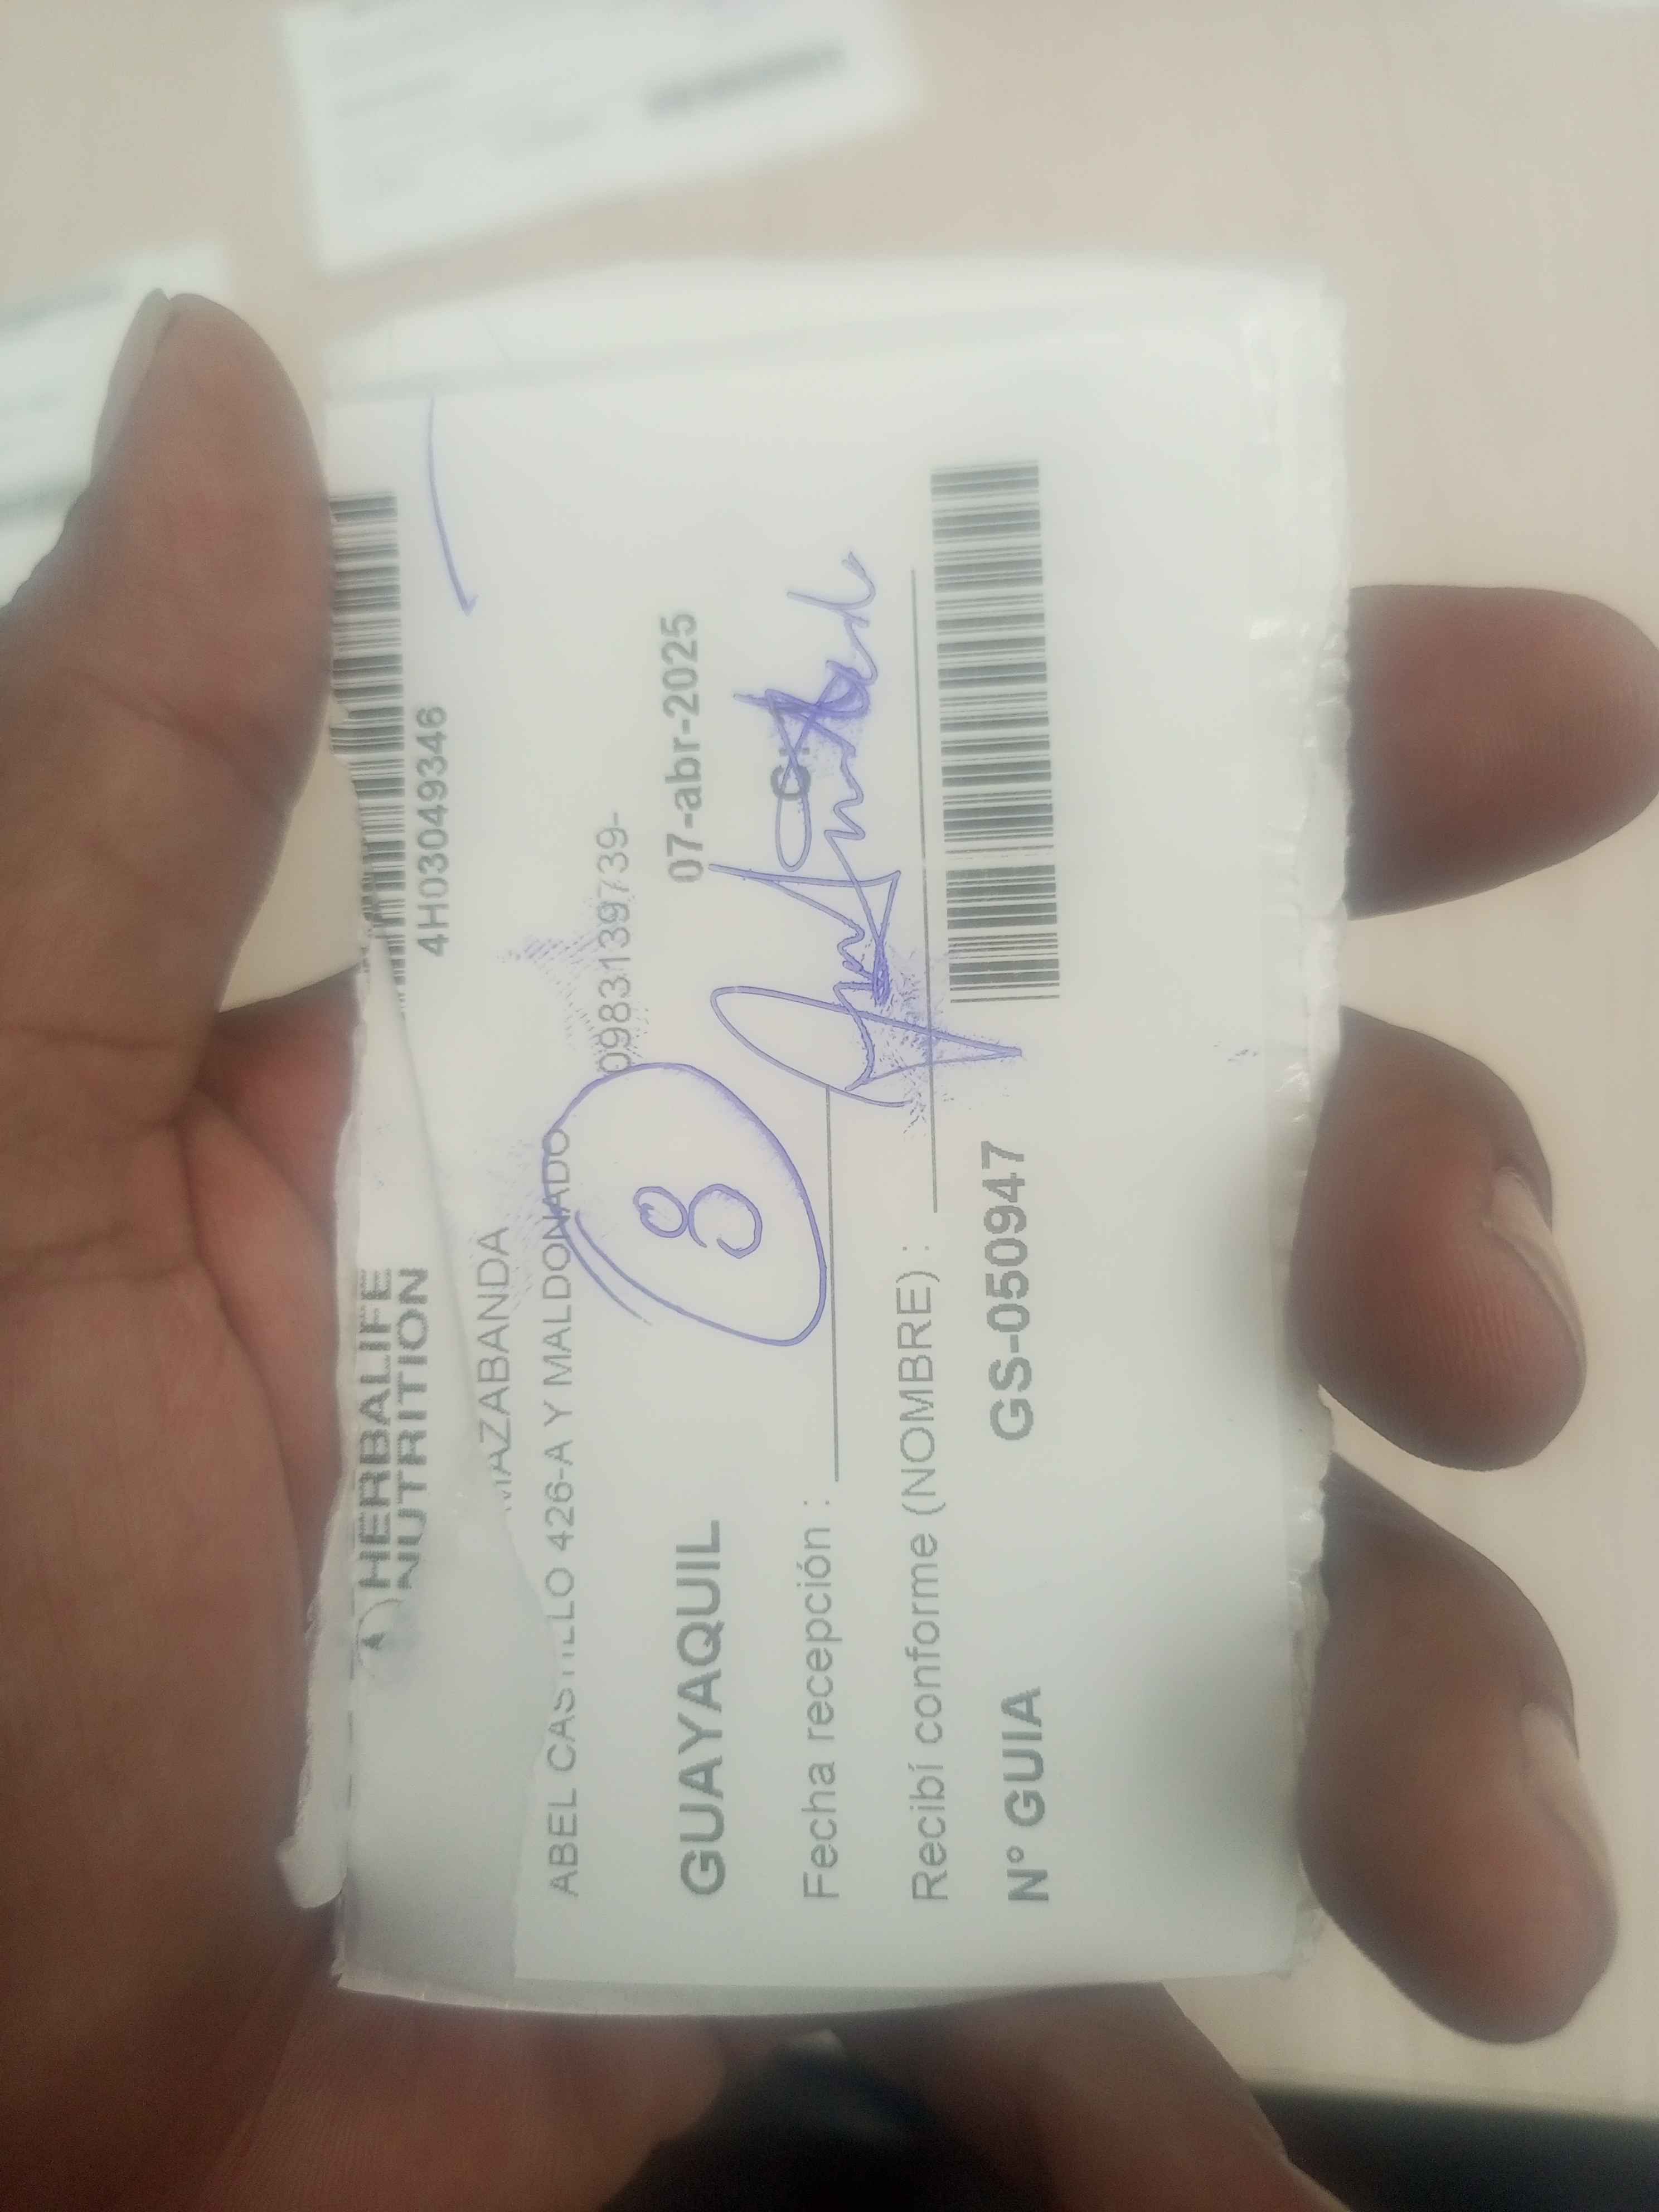 HERBALIFE
NUTRITION
4H03049346
MAZABANDA
ABEL CASTILLO 426-A Y MALDONADO
0983139739-
GUAYAQUIL
07-abr-2025
8
Fecha recepción :
C.
Recibí conforme (NOMBRE) :
N° GUIA GS-050947